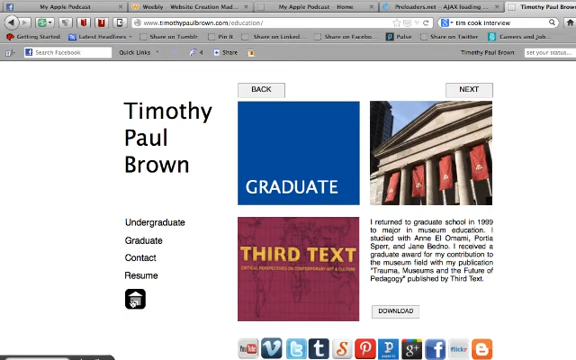 My Apple Podcast
Weebly - Website Creation Mad...
My Apple Podcast - Home
Preloaders.net - AJAX loading ...
Timothy Paul Brow
www.timothypaulbrown.com/education/
tim cook interview
Getting Started
Latest Headlines
Share on Tumblr
Pin It
Share on Linked...
Share on Facebo...
Pulse
Share on Twitter
Careers and Job...
Search Facebook
Quick Links
4
Share
Timothy Paul Brown
set your status...
BACK
NEXT
Timothy
Paul
Brown
GRADUATE
Undergraduate
Graduate
Contact
Resume
THIRD TEXT
CRITICAL PERSPECTIVES ON CONTEMPORARY ART & CULTURE
I returned to graduate school in 1999
to major in museum education. I
studied with Anne El Omami, Portia
Sperr, and Jane Bedno. I received a
graduate award for my contribution to
the museum field with my publication
"Trauma, Museums and the Future of
Pedagogy" published by Third Text.
DOWNLOAD
flickr